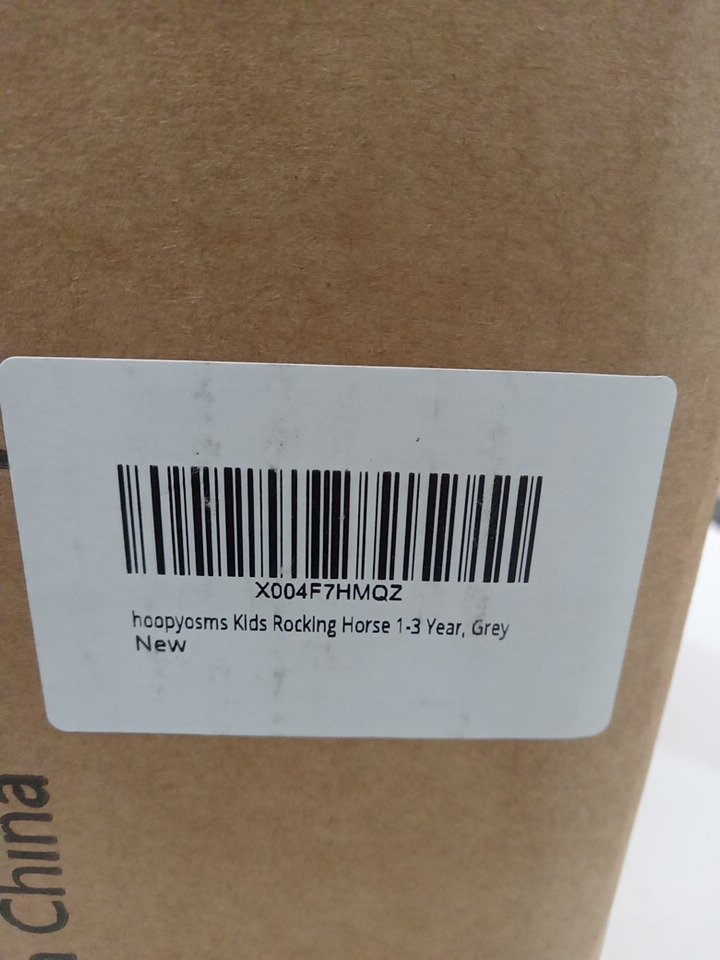 X004F7HMQZ
hoopyosms Kids Rocking Horse 1-3 Year, Grey
New
China